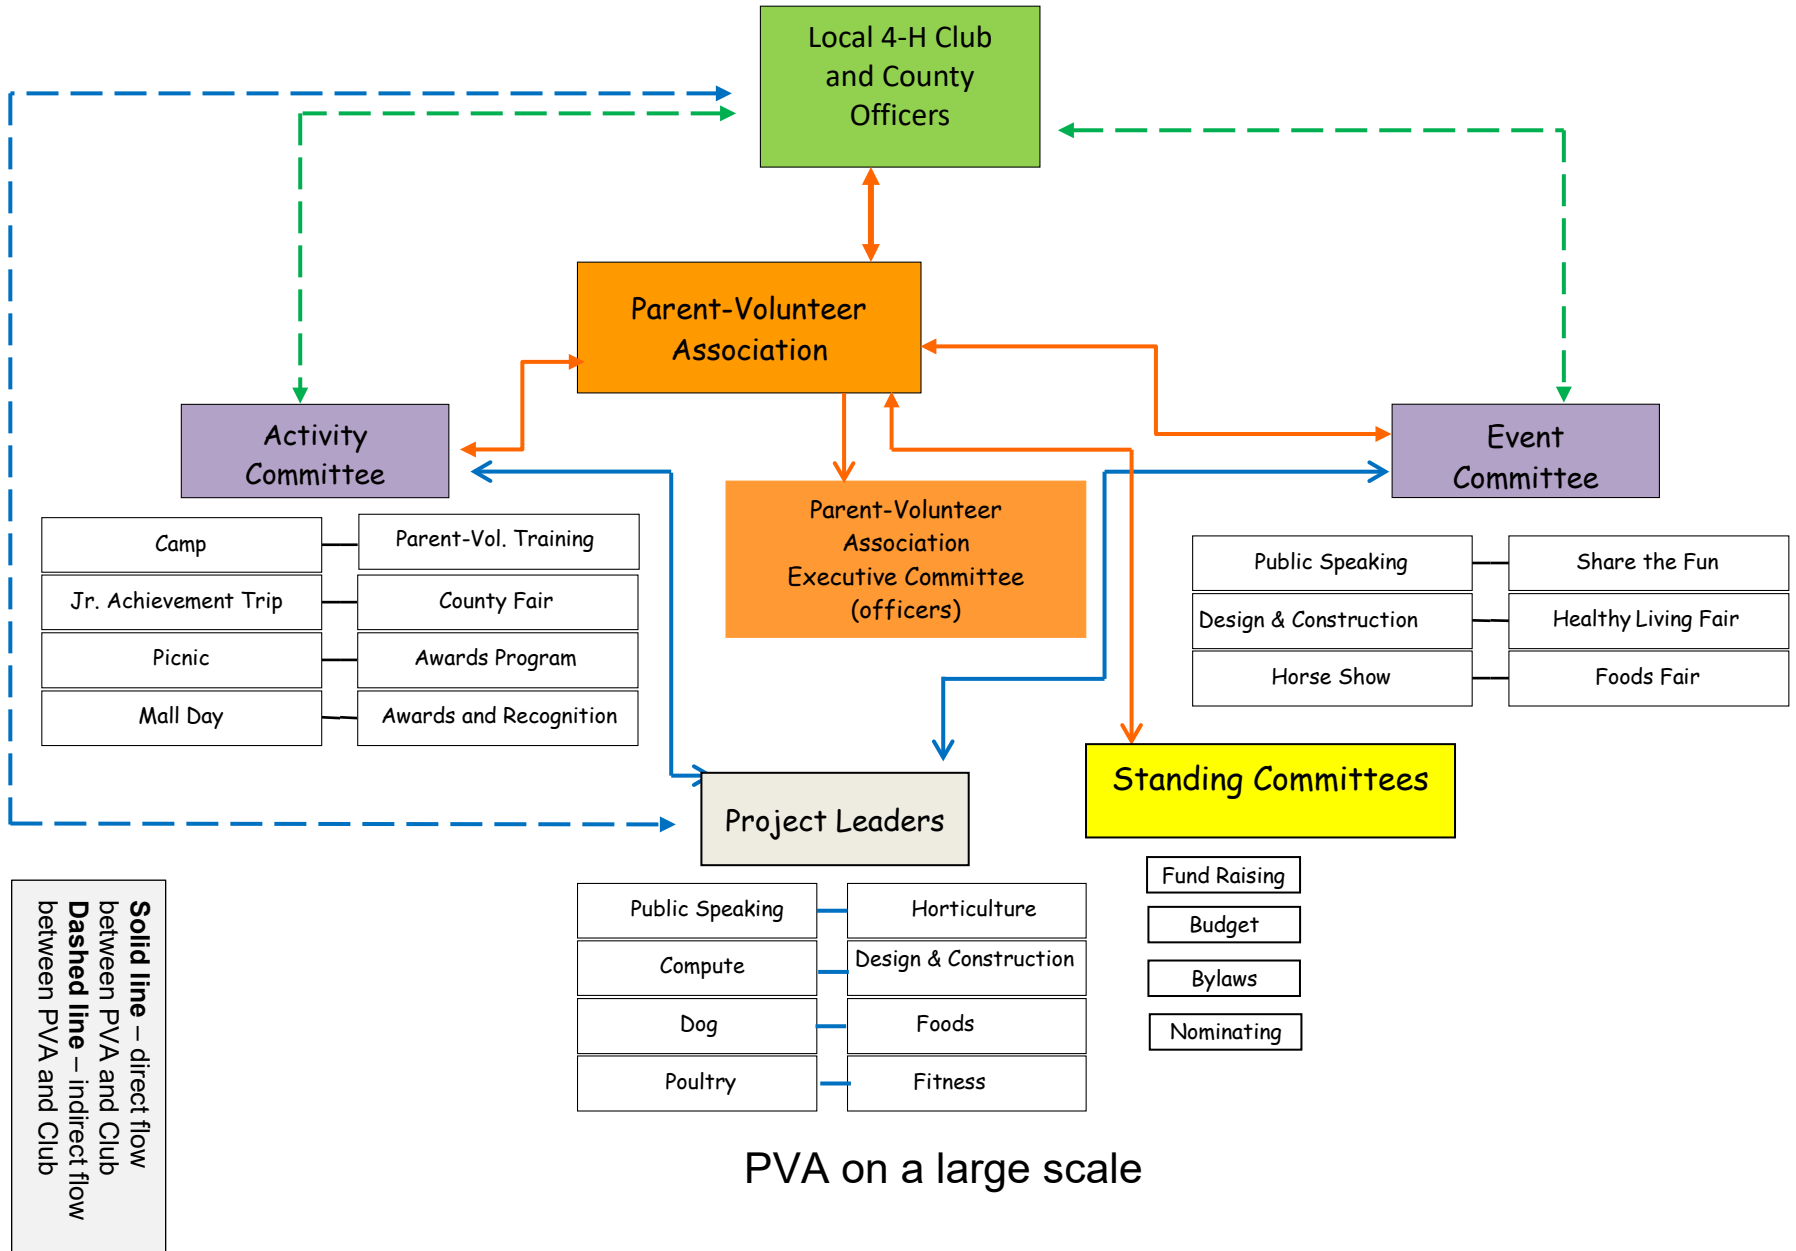 Local 4-H Club
and County
Officers
Parent-Volunteer
Association
Activity
Committee
Event
Committee
Parent-Volunteer
Association
Executive Committee
(officers)
Camp
Parent-Vol. Training
Jr. Achievement Trip
County Fair
Picnic
Awards Program
Mall Day
Awards and Recognition
Public Speaking
Share the Fun
Design & Construction
Healthy Living Fair
Horse Show
Foods Fair
Standing Committees
Project Leaders
Fund Raising
Budget
Bylaws
Nominating
Public Speaking
Horticulture
Compute
Design & Construction
Dog
Foods
Poultry
Fitness
Solid line – direct flow
between PVA and Club
Dashed line – indirect flow
between PVA and Club
PVA on a large scale